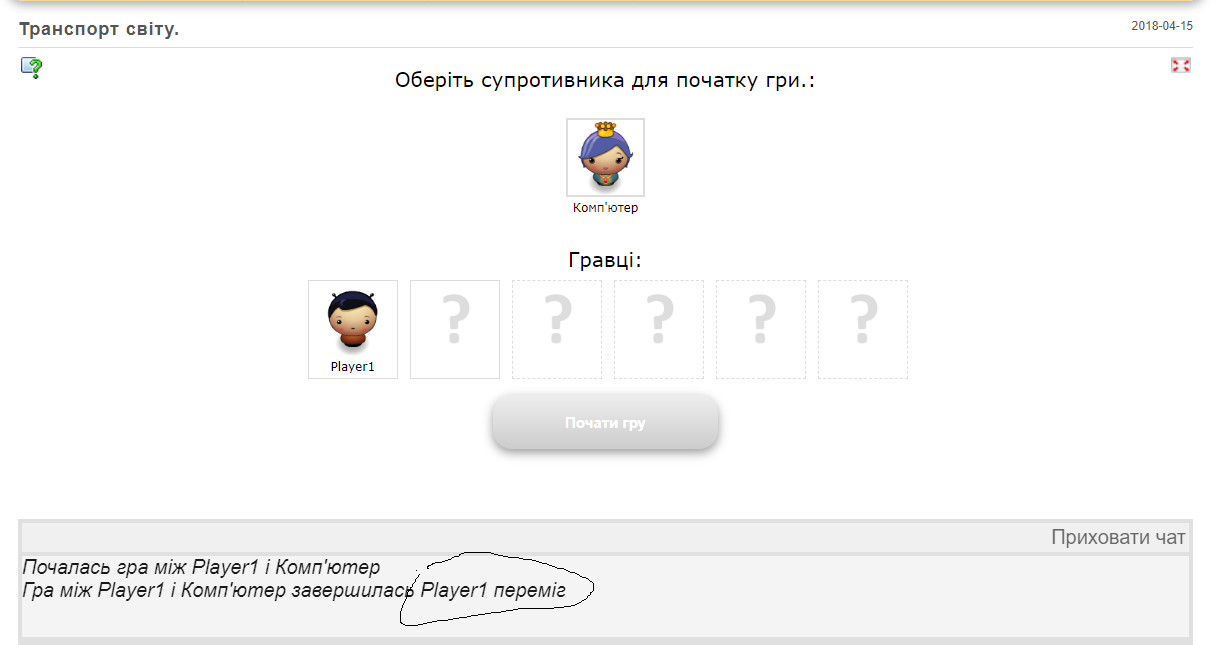 Транспорт світу.
2018-04-15
Оберіть супротивника для початку гри.:
Комп'ютер
Гравці:
Player1
? ? ? ? ?
Почати гру
Приховати чат
Почалась гра між Player1 і Комп'ютер
Гра між Player1 і Комп'ютер завершилась Player1 переміг